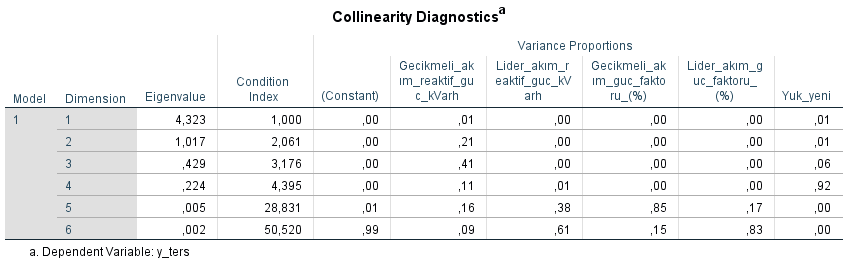 Collinearity Diagnosticsa
Variance Proportions
Model Dimension Eigenvalue Condition Index (Constant) Gecikmeli_akım_reaktif_guc_kVarh Lider_akım_reaktif_guc_kVarh Gecikmeli_akım_guc_faktoru_(%) Lider_akım_guc_faktoru_(%) Yuk_yeni
1 1 4,323 1,000 ,00 ,01 ,00 ,00 ,00 ,01
2 1,017 2,061 ,00 ,21 ,00 ,00 ,00 ,01
3 ,429 3,176 ,00 ,41 ,00 ,00 ,00 ,06
4 ,224 4,395 ,00 ,11 ,01 ,00 ,00 ,92
5 ,005 28,831 ,01 ,16 ,38 ,85 ,17 ,00
6 ,002 50,520 ,99 ,09 ,61 ,15 ,83 ,00
a. Dependent Variable: y_ters